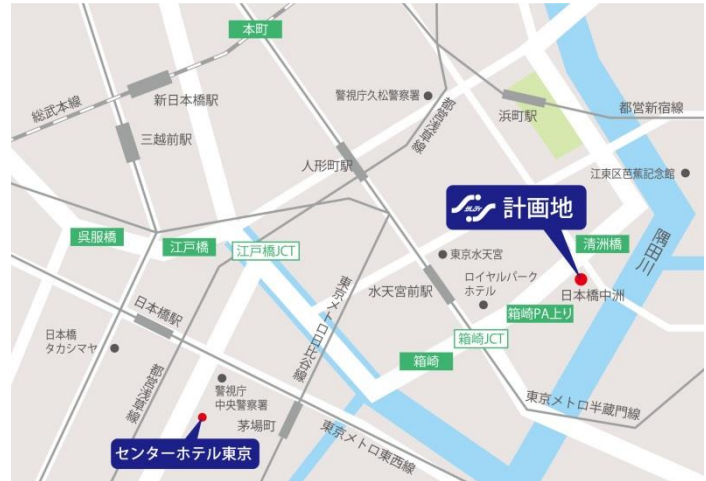 本町
総武本線
新日本橋駅
三越前駅
警視庁久松警察署
都営浅草線
浜町駅
都営新宿線
人形町駅
江東区芭蕉記念館
計画地
呉服橋
江戸橋
江戸橋JCT
東京水天宮
清洲橋
隅田川
水天宮前駅
ロイヤルパーク
ホテル
日本橋中洲
箱崎PA上り
日本橋駅
東京メトロ日比谷線
箱崎JCT
日本橋
タカシマヤ
箱崎
都営浅草線
警視庁
中央警察署
茅場町
東京メトロ半蔵門線
東京メトロ東西線
センターホテル東京